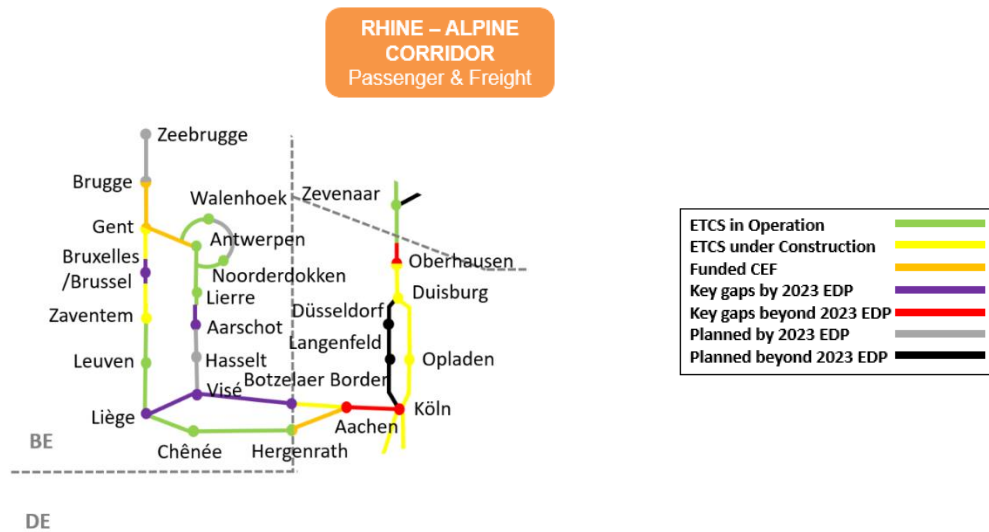 RHINE – ALPINE
CORRIDOR
Passenger & Freight
Zeebrugge
Brugge
Walenhoek
Zevenaar
Gent
Antwerpen
Bruxelles
/Brussel
Noorderdokken
Oberhausen
Lierre
Duisburg
Zaventem
Düsseldorf
Aarschot
Langenfeld
Leuven
Hasselt
Opladen
Visé
Botzelaer Border
Liège
Köln
Aachen
Chênée
Hergenrath
BE
DE
ETCS in Operation
ETCS under Construction
Funded CEF
Key gaps by 2023 EDP
Key gaps beyond 2023 EDP
Planned by 2023 EDP
Planned beyond 2023 EDP